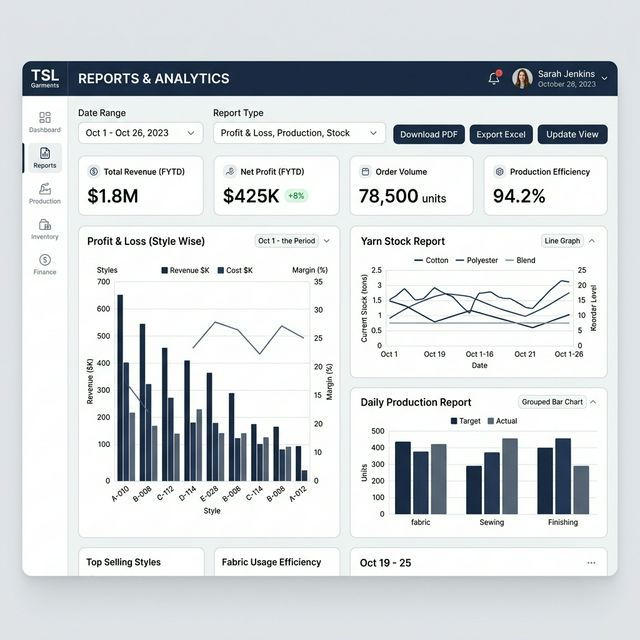 TSL
Garments
REPORTS & ANALYTICS
Sarah Jenkins
October 26, 2023
Dashboard
Reports
Production
Inventory
Finance
Date Range
Oct 1 - Oct 26, 2023
Report Type
Profit & Loss, Production, Stock
Download PDF
Export Excel
Update View
Total Revenue (FYTD)
$1.8M
Net Profit (FYTD)
$425K +8%
Order Volume
78,500 units
Production Efficiency
94.2%
Profit & Loss (Style Wise)
Oct 1 - the Period
Styles
Revenue $K
Cost $K
Margin (%)
700
600
500
400
300
200
100
0
Revenue ($K)
35
30
25
20
15
20
10
0
Margin (%)
A-010
B-008
C-112
D-114
E-028
B-006
C-114
B-008
A-012
Style
Yarn Stock Report
Line Graph
Cotton
Polyester
Blend
2.5
3
1.5
1
0.5
0
Current Stock (tons)
25
20
15
10
5
0
Keorder Level
Oct 1
Oct 19
Oct 1-16
Oct 21
Oct 1-26
Date
Daily Production Report
Grouped Bar Chart
Target
Actual
500
400
300
200
100
0
Units
fabric
Sewing
Finishing
Top Selling Styles
Fabric Usage Efficiency
Oct 19 - 25